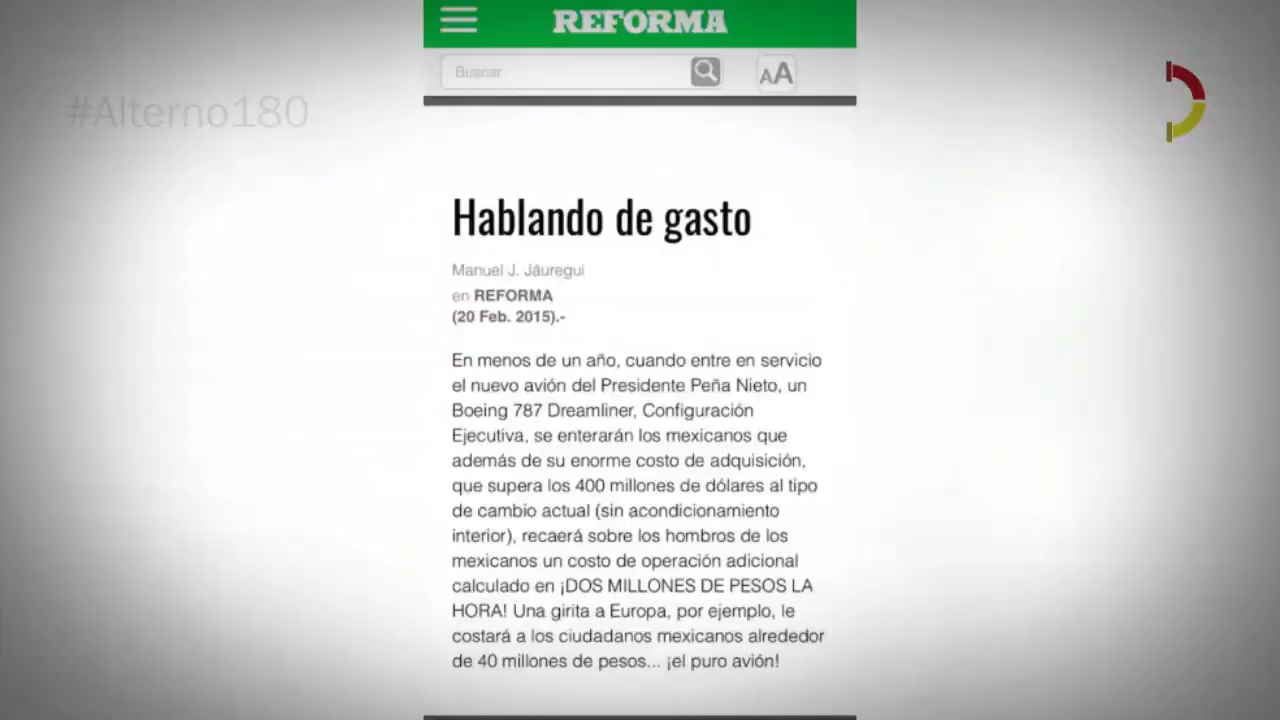 REFORMA
Buscar
AA
#Alterno180
Hablando de gasto
Manuel J. Jáuregui
en REFORMA
(20 Feb. 2015).-
En menos de un año, cuando entre en servicio
el nuevo avión del Presidente Peña Nieto, un
Boeing 787 Dreamliner, Configuración
Ejecutiva, se enterarán los mexicanos que
además de su enorme costo de adquisición,
que supera los 400 millones de dólares al tipo
de cambio actual (sin acondicionamiento
interior), recaerá sobre los hombros de los
mexicanos un costo de operación adicional
calculado en ¡DOS MILLONES DE PESOS LA
HORA! Una girita a Europa, por ejemplo, le
costará a los ciudadanos mexicanos alrededor
de 40 millones de pesos... ¡el puro avión!